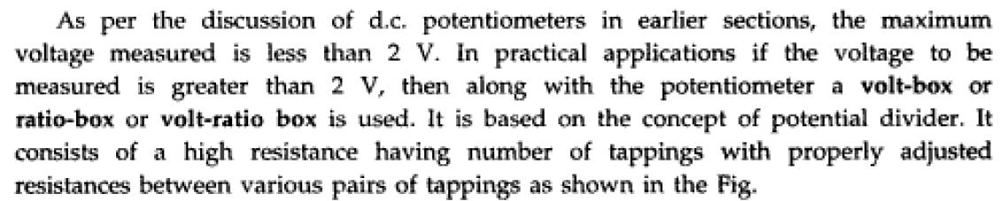 As per the discussion of d.c. potentiometers in earlier sections, the maximum
voltage measured is less than 2 V. In practical applications if the voltage to be
measured is greater than 2 V, then along with the potentiometer a volt-box or
ratio-box or volt-ratio box is used. It is based on the concept of potential divider. It
consists of a high resistance having number of tappings with properly adjusted
resistances between various pairs of tappings as shown in the Fig.